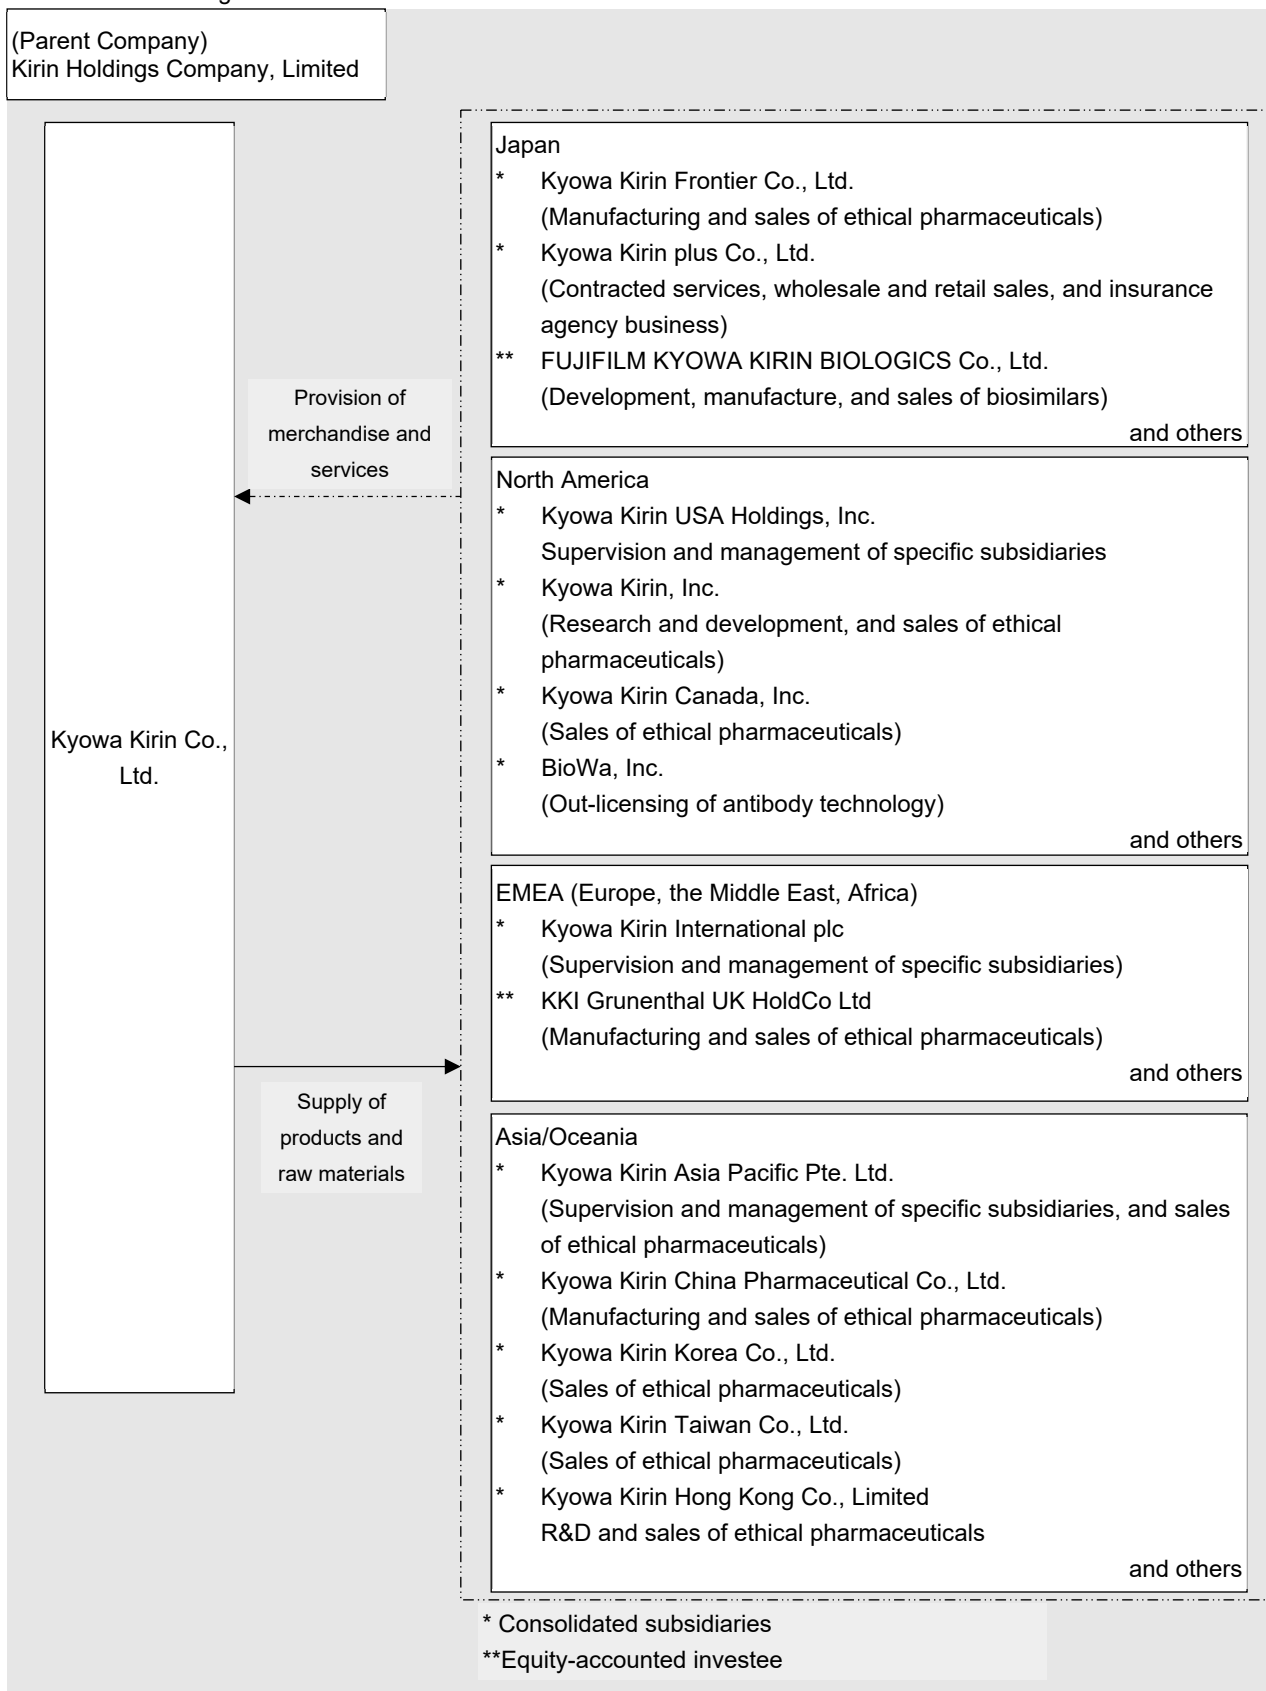 (Parent Company)
Kirin Holdings Company, Limited
Kyowa Kirin Co.,
Ltd.
Provision of
merchandise and
services
Supply of
products and
raw materials
Japan
* Kyowa Kirin Frontier Co., Ltd.
(Manufacturing and sales of ethical pharmaceuticals)
* Kyowa Kirin plus Co., Ltd.
(Contracted services, wholesale and retail sales, and insurance
agency business)
** FUJIFILM KYOWA KIRIN BIOLOGICS Co., Ltd.
(Development, manufacture, and sales of biosimilars)
and others
North America
* Kyowa Kirin USA Holdings, Inc.
Supervision and management of specific subsidiaries
* Kyowa Kirin, Inc.
(Research and development, and sales of ethical
pharmaceuticals)
* Kyowa Kirin Canada, Inc.
(Sales of ethical pharmaceuticals)
* BioWa, Inc.
(Out-licensing of antibody technology)
and others
EMEA (Europe, the Middle East, Africa)
* Kyowa Kirin International plc
(Supervision and management of specific subsidiaries)
** KKI Grunenthal UK HoldCo Ltd
(Manufacturing and sales of ethical pharmaceuticals)
and others
Asia/Oceania
* Kyowa Kirin Asia Pacific Pte. Ltd.
(Supervision and management of specific subsidiaries, and sales
of ethical pharmaceuticals)
* Kyowa Kirin China Pharmaceutical Co., Ltd.
(Manufacturing and sales of ethical pharmaceuticals)
* Kyowa Kirin Korea Co., Ltd.
(Sales of ethical pharmaceuticals)
* Kyowa Kirin Taiwan Co., Ltd.
(Sales of ethical pharmaceuticals)
* Kyowa Kirin Hong Kong Co., Limited
R&D and sales of ethical pharmaceuticals
and others
* Consolidated subsidiaries
**Equity-accounted investee